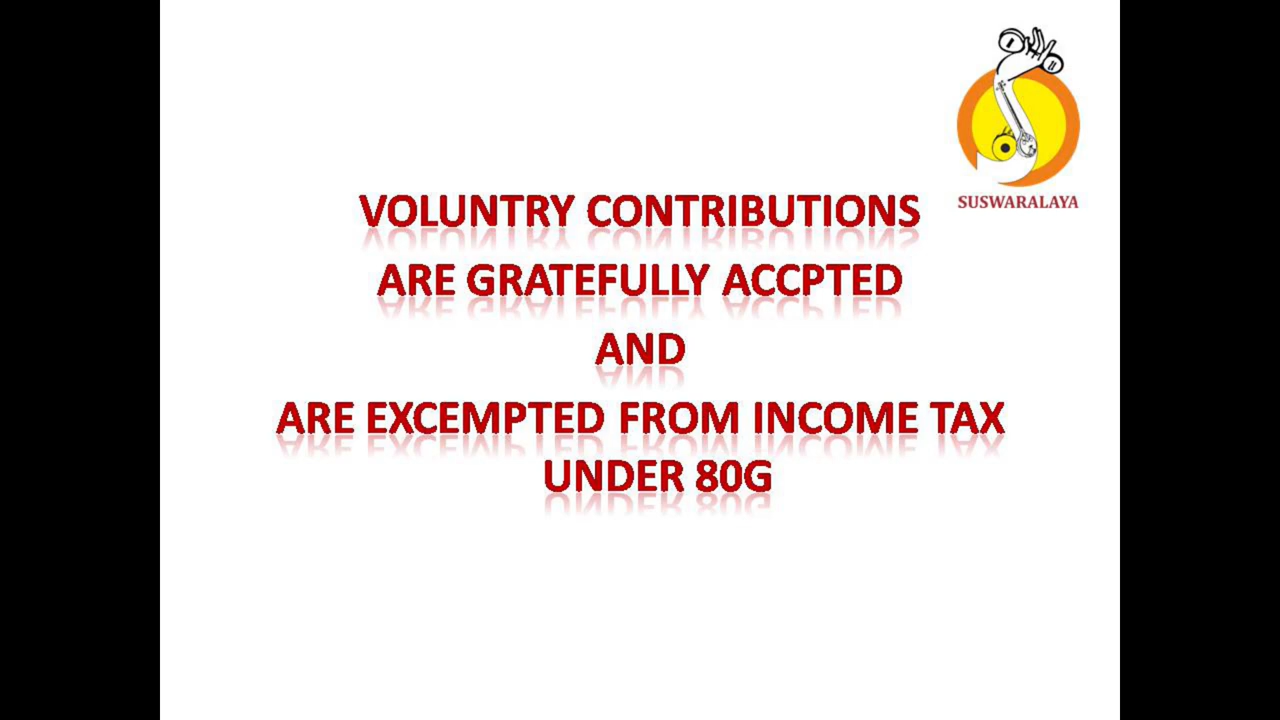 SUSWARALAYA
VOLUNTRY CONTRIBUTIONS
ARE GRATEFULLY ACCPTED
AND
ARE EXCEMPTED FROM INCOME TAX
UNDER 80G